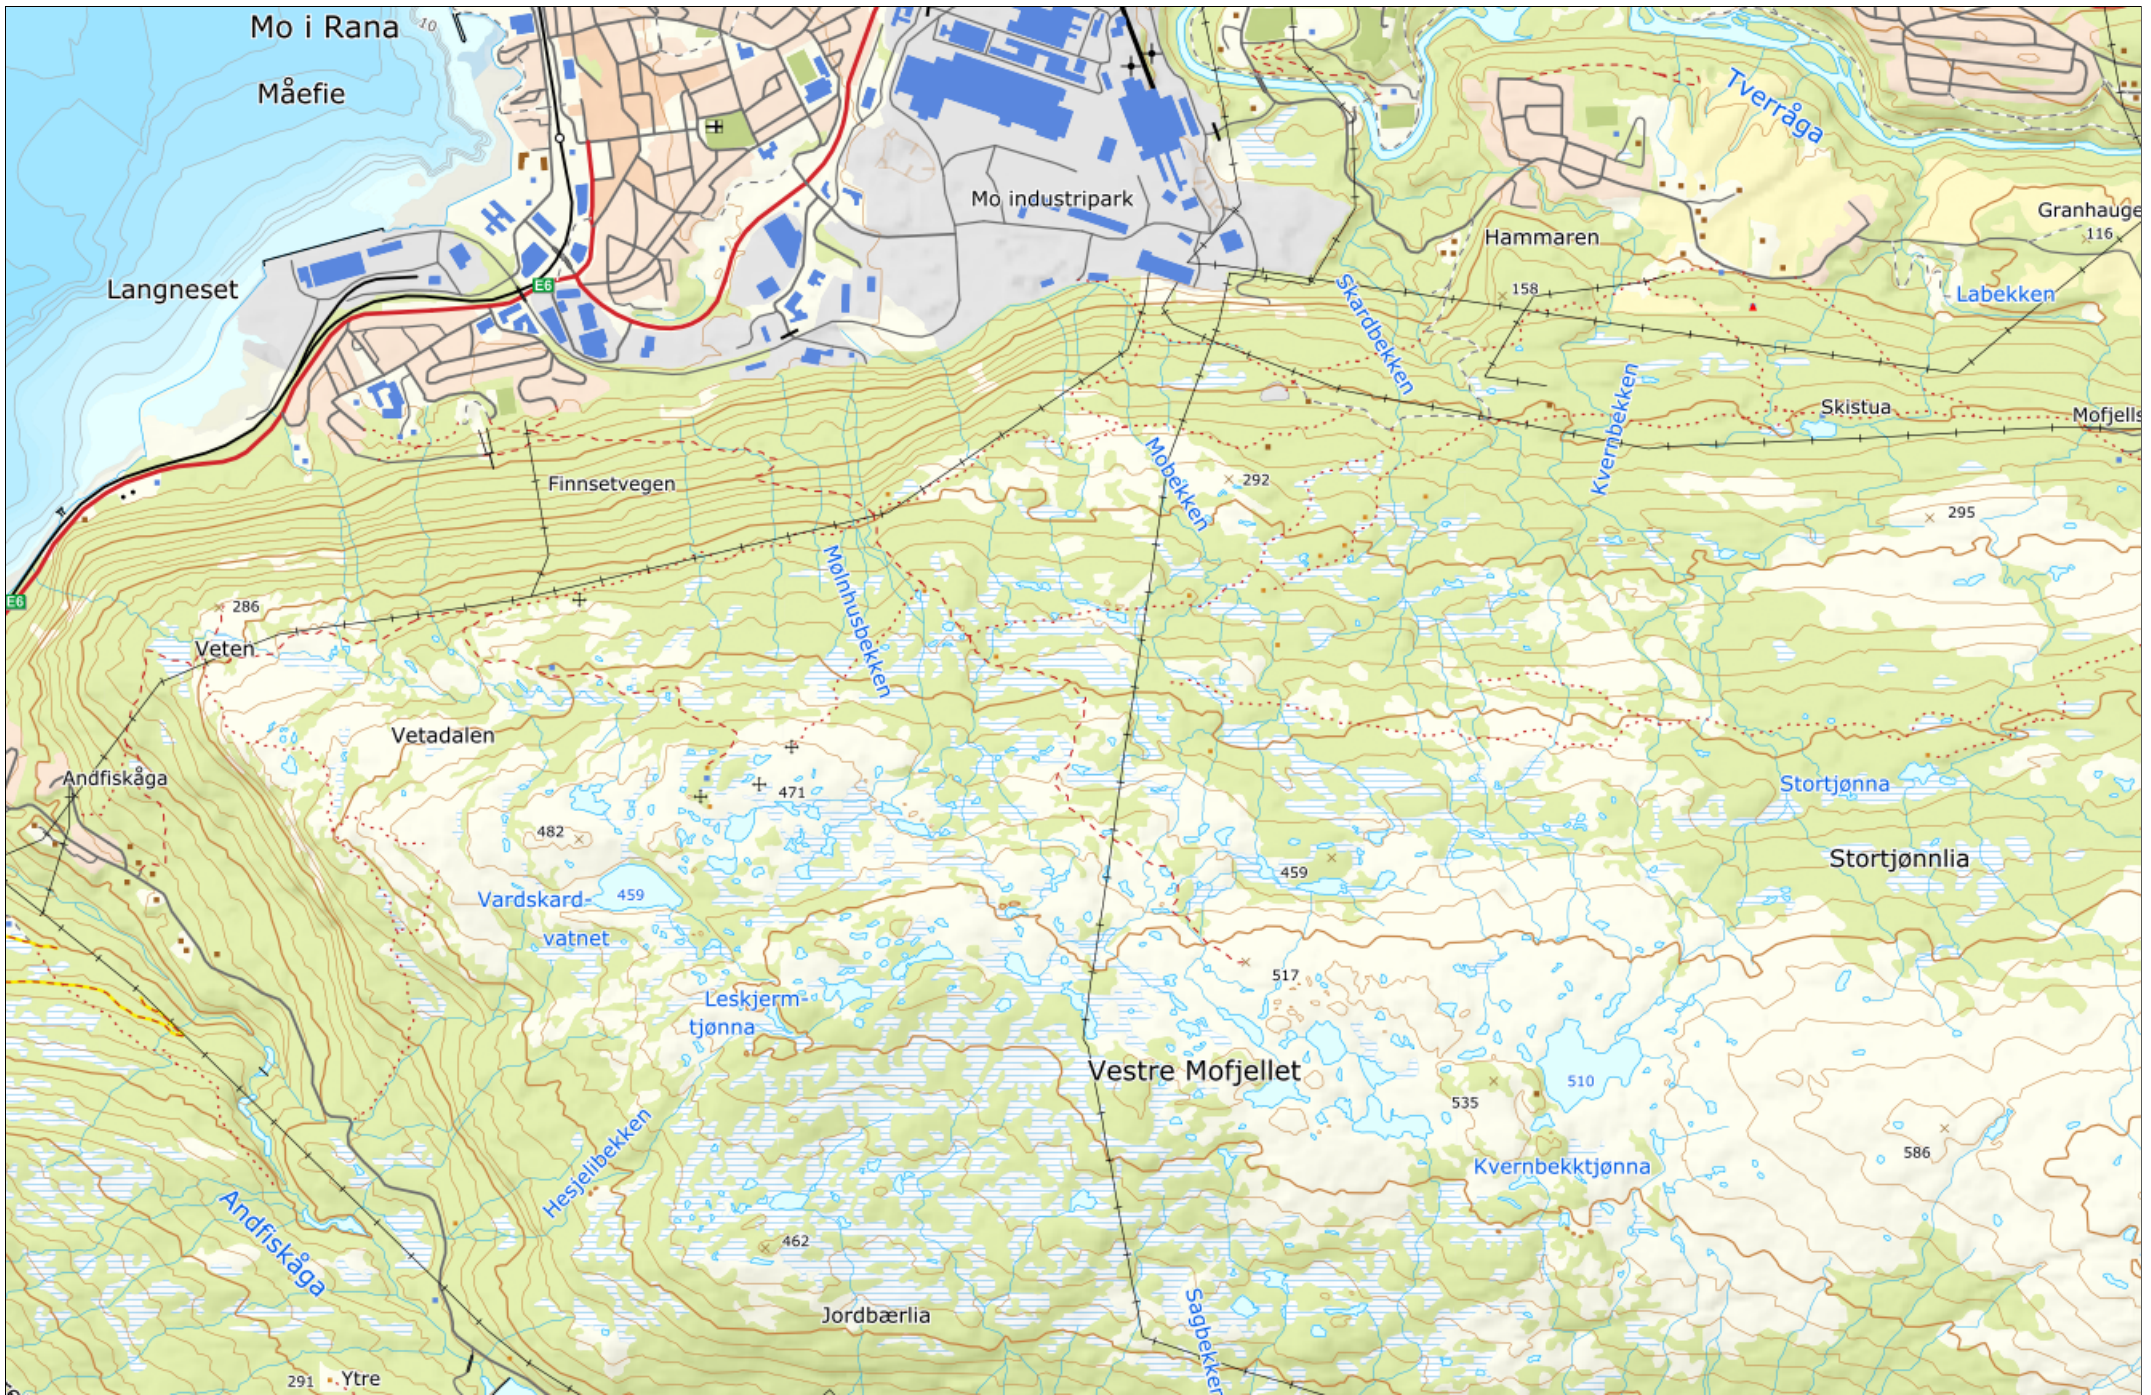 Mo i Rana
10
Måefie
Tverråga
Mo industripark
Granhauge
116
Hammaren
Langneset
E6
158
Labekken
Skardbekken
Kvernbekken
Skistua
Mofjells
Mobekken
292
Finnsetvegen
295
Mølnhusbekken
E6
286
Veten
Vetadalen
Andfiskåga
471
Stortjønna
482
459
Stortjønnlia
Vardskard-
vatnet
459
517
Leskjerm-
tjønna
Vestre Mofjellet
510
535
586
Kvernbekktjønna
Hesjelibekken
Andfiskåga
462
Jordbærlia
Sagbekken
291
Ytre